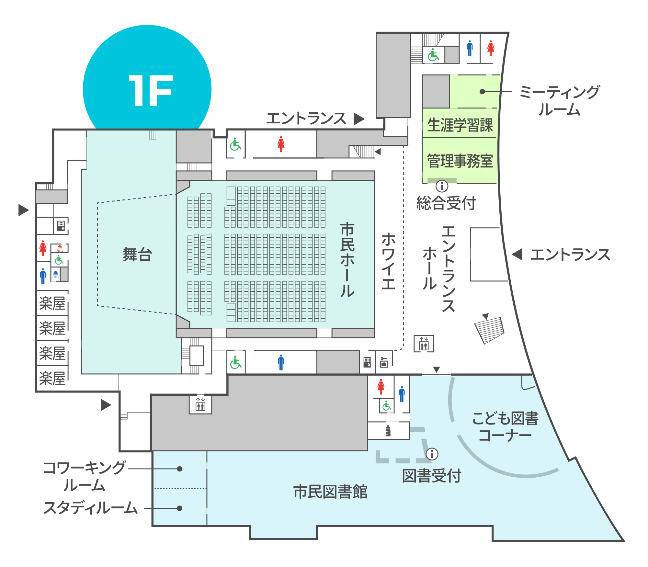 1F
エントランス
ミーティング
ルーム
生涯学習課
管理事務室
総合受付
舞台
市民ホール
ホワイエ
エントランス
ホール
エントランス
楽屋
楽屋
楽屋
楽屋
こども図書
コーナー
図書受付
コワーキング
ルーム
スタディルーム
市民図書館